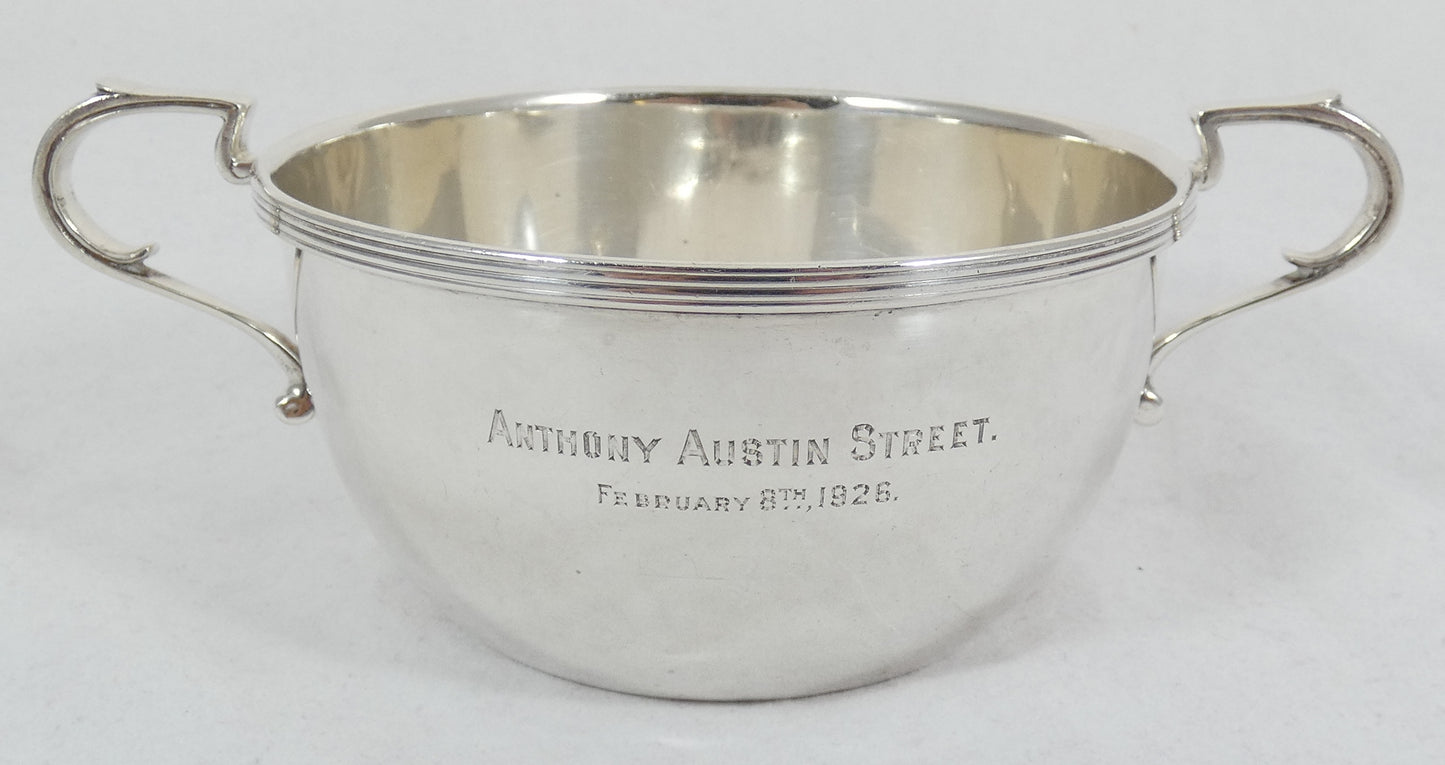 ANTHONY AUSTIN STREET.
FEBRUARY 8TH, 1926.